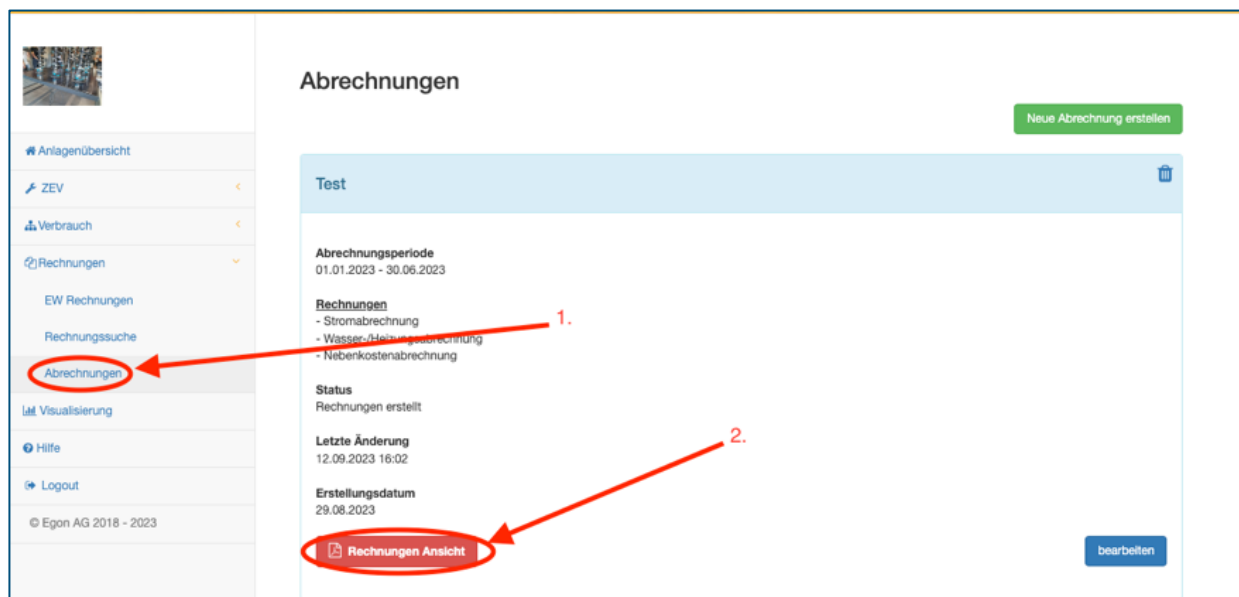 Abrechnungen
Neue Abrechnung erstellen
Anlagenübersicht
ZEV
Verbrauch
Rechnungen
EW Rechnungen
Rechnungssuche
Abrechnungen
Visualisierung
Hilfe
Logout
© Egon AG 2018 - 2023
Test
Abrechnungsperiode
01.01.2023 - 30.06.2023
Rechnungen
- Stromabrechnung
- Wasser-/Heizungsabrechnung
- Nebenkostenabrechnung
1.
Status
Rechnungen erstellt
Letzte Änderung
12.09.2023 16:02
2.
Erstellungsdatum
29.08.2023
Rechnungen Ansicht
bearbeiten